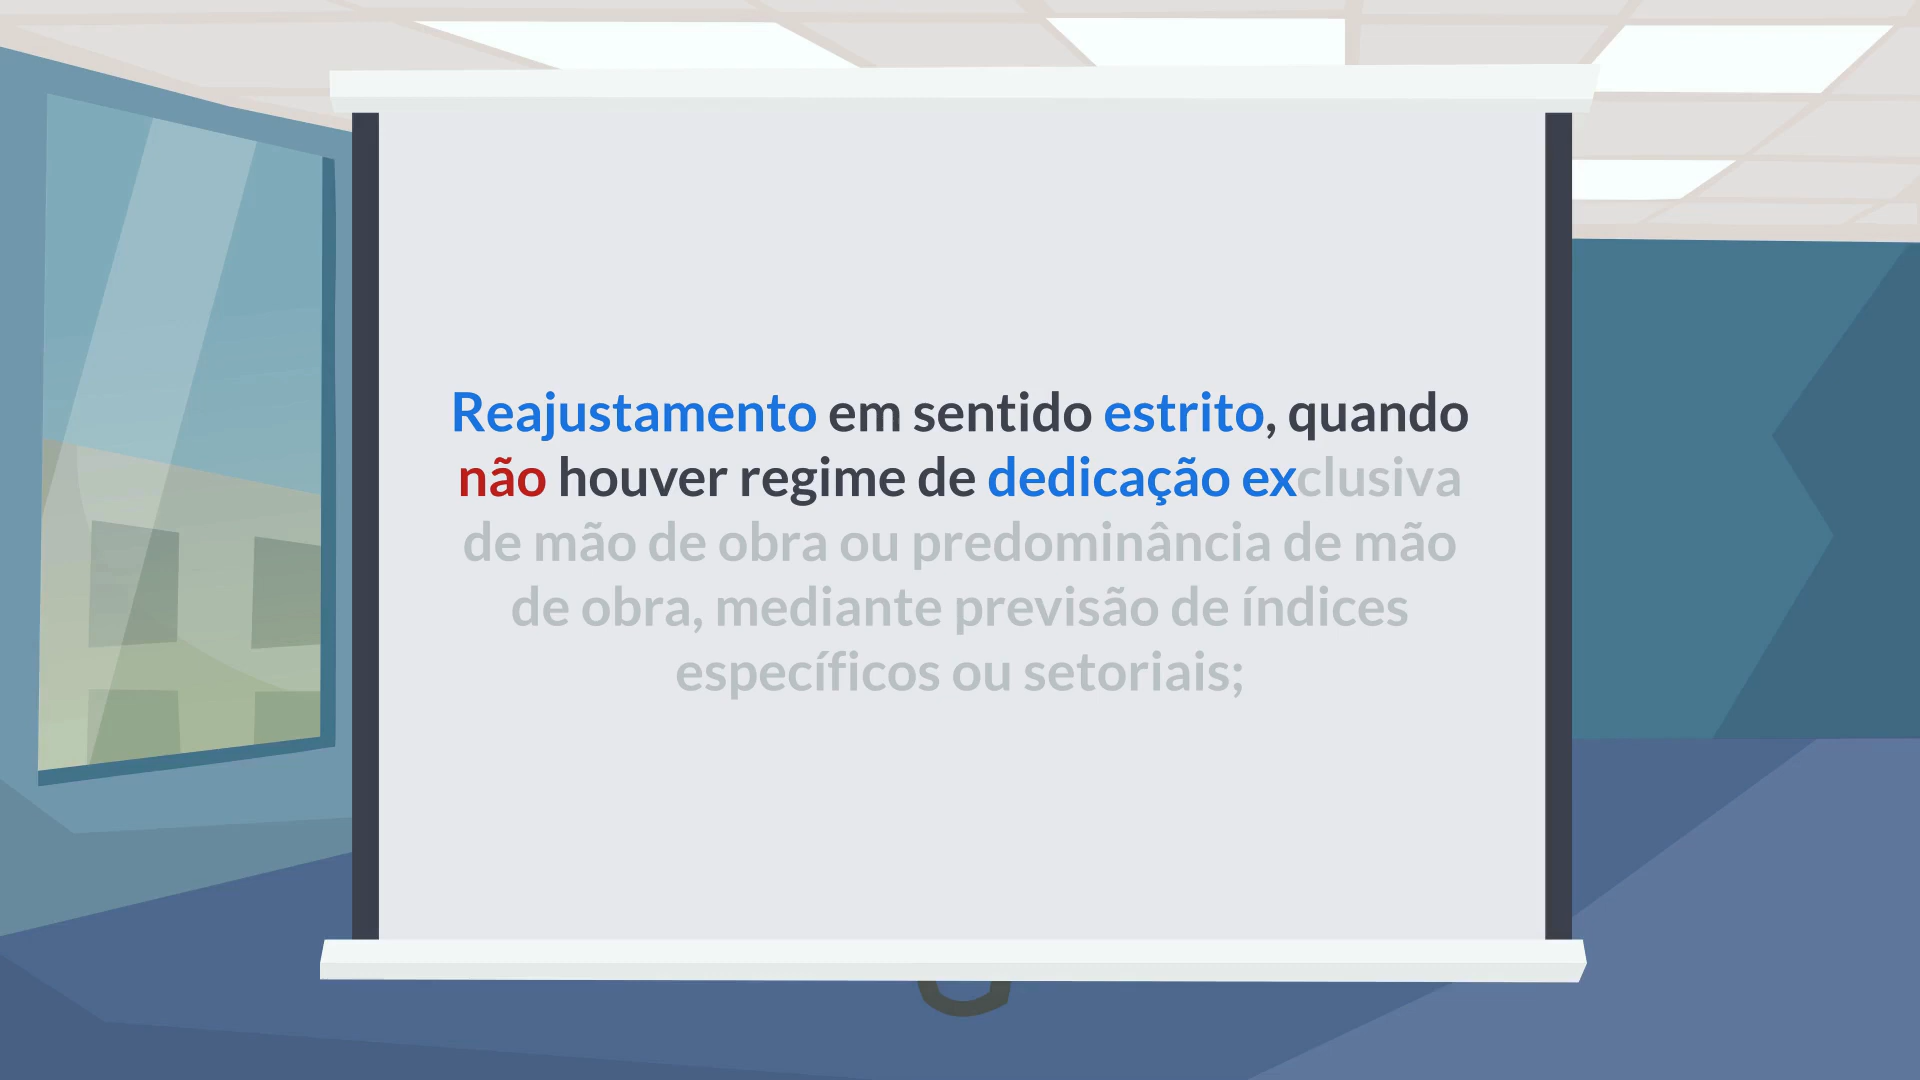 Reajustamento em sentido estrito, quando
não houver regime de dedicação exclusiva
de mão de obra ou predominância de mão
de obra, mediante previsão de índices
específicos ou setoriais;